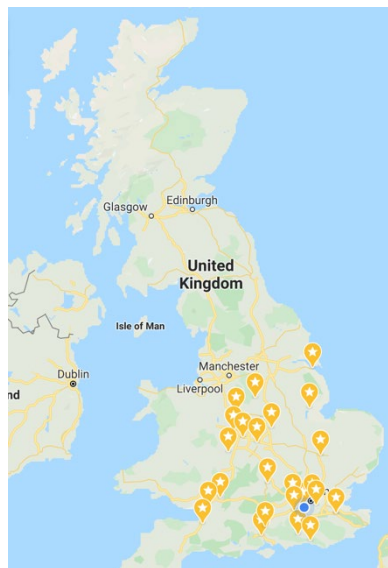 Glasgow
Edinburgh
United
Kingdom
Isle of Man
Dublin
nd
Manchester
Liverpool